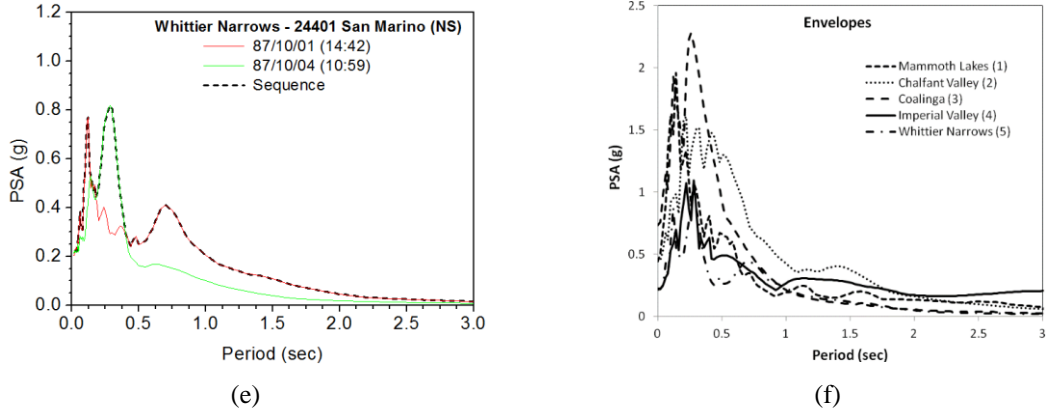 Whittier Narrows - 24401 San Marino (NS)
87/10/01 (14:42)
87/10/04 (10:59)
Sequence
1.2
1.0
0.8
0.6
0.4
0.2
0.0
PSA (g)
0.0 0.5 1.0 1.5 2.0 2.5 3.0
Period (sec)
(e)
Envelopes
Mammoth Lakes (1)
Chalfant Valley (2)
Coalinga (3)
Imperial Valley (4)
Whittier Narrows (5)
2.5
2
1.5
1
0.5
0
PSA (g)
0 0.5 1 1.5 2 2.5 3
Period (sec)
(f)